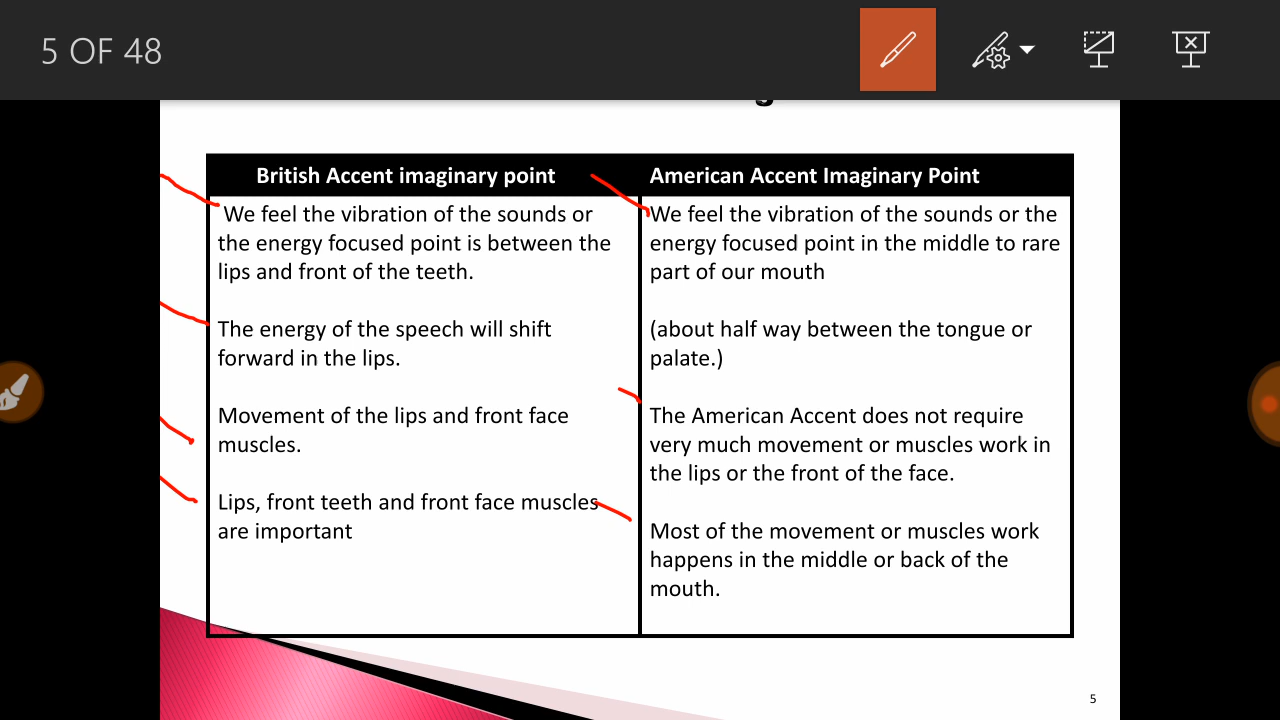 5 OF 48
British Accent imaginary point
American Accent Imaginary Point
We feel the vibration of the sounds or
the energy focused point is between the
lips and front of the teeth.
The energy of the speech will shift
forward in the lips.
Movement of the lips and front face
muscles.
Lips, front teeth and front face muscles
are important
We feel the vibration of the sounds or the
energy focused point in the middle to rare
part of our mouth
(about half way between the tongue or
palate.)
The American Accent does not require
very much movement or muscles work in
the lips or the front of the face.
Most of the movement or muscles work
happens in the middle or back of the
mouth.
5